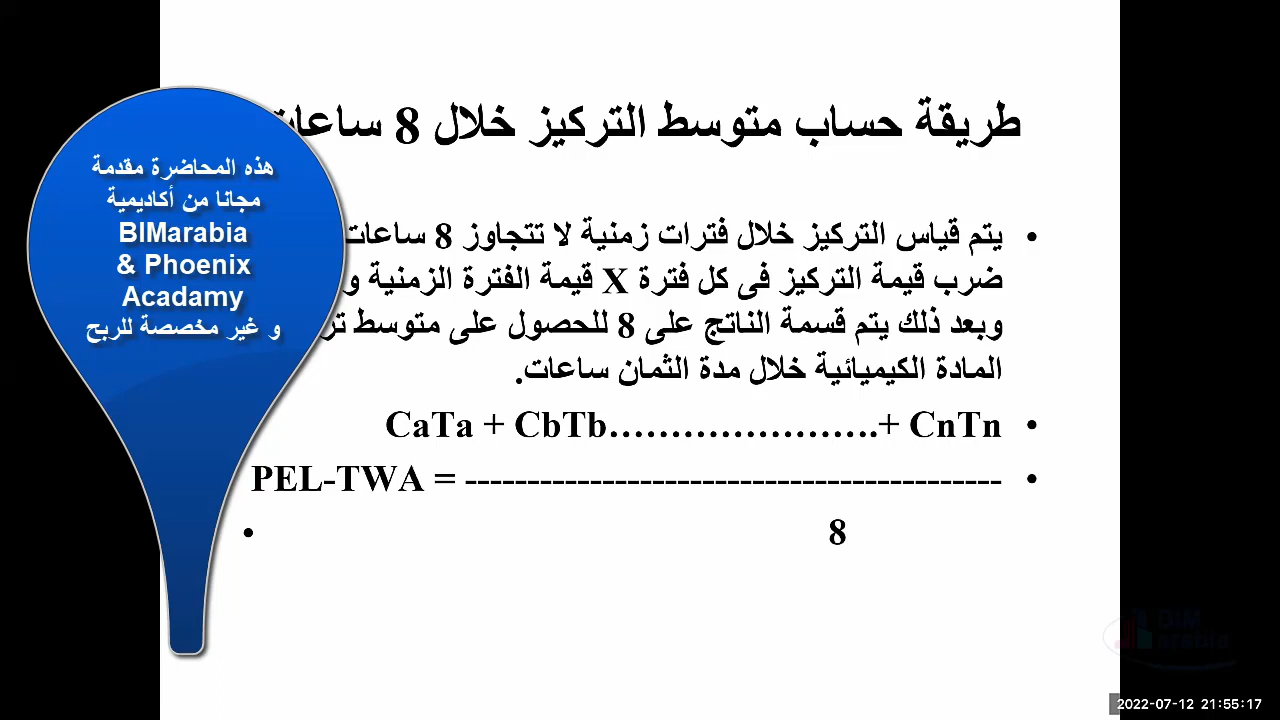 طريقة حساب متوسط التركيز خلال 8 ساعات
هذه المحاضرة مقدمة
مجانا من أكاديمية
BIMarabia
& Phoenix
Acadamy
و غير مخصصة للربح
• يتم قياس التركيز خلال فترات زمنية لا تتجاوز 8 ساعات
ضرب قيمة التركيز فى كل فترة X قيمة الفترة الزمنية
وبعد ذلك يتم قسمة الناتج على 8 للحصول على متوسط
المادة الكيميائية خلال مدة الثمان ساعات.
• CaTa + CbTb......................+ CnTn
• PEL-TWA = -------------------------------------------
• 8
BIM
arabia
2022-07-12 21:55:17